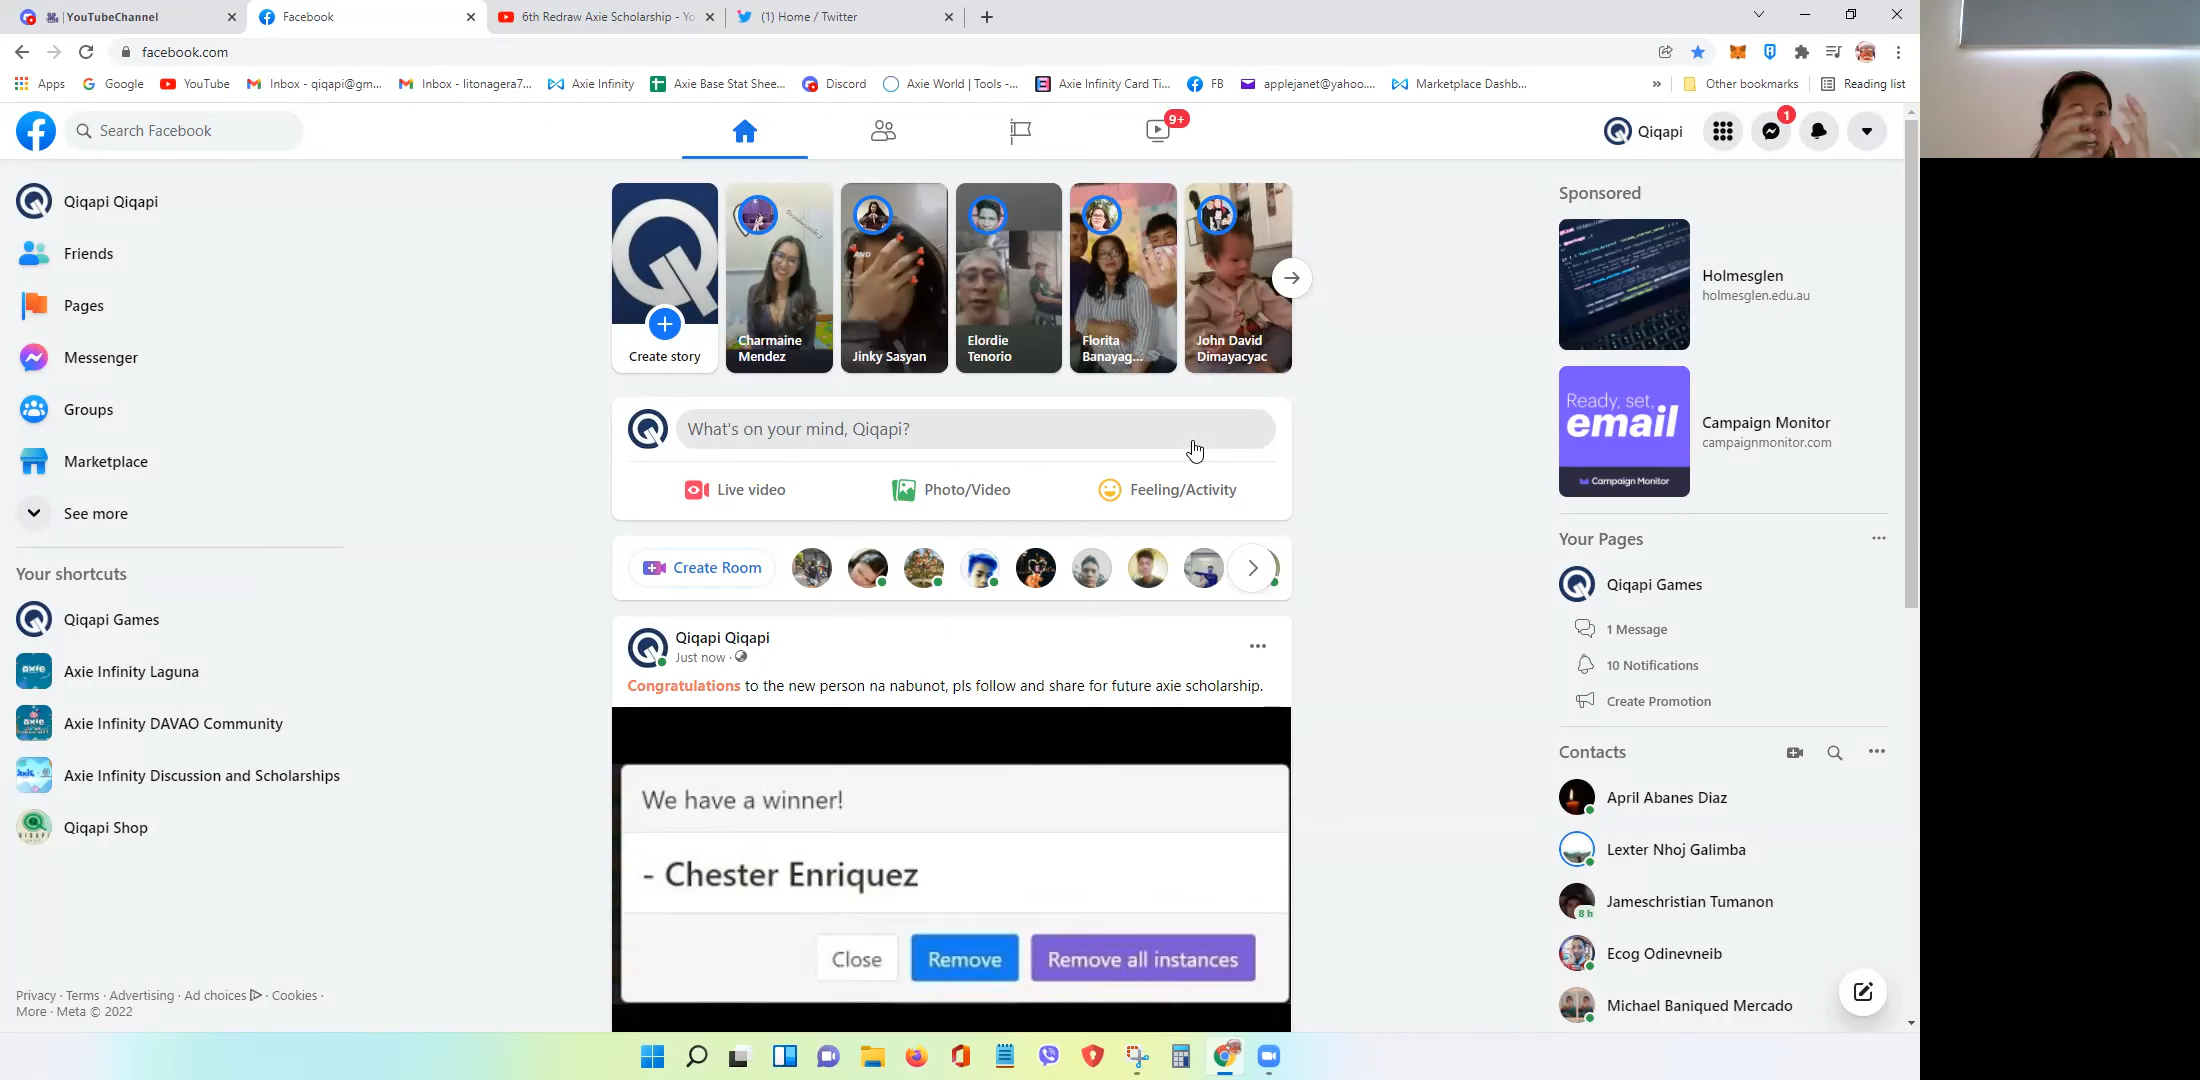 YouTubeChannel
Facebook
6th Redraw Axie Scholarship - Yo
(1) Home / Twitter
facebook.com
Apps
Google
YouTube
Inbox - qiqapi@gm...
Inbox - litonagera7...
Axie Infinity
Axie Base Stat Shee...
Discord
Axie World | Tools -...
Axie Infinity Card Ti...
FB
applejanet@yahoo....
Marketplace Dashb...
»
Other bookmarks
Reading list
Search Facebook
9+
Qiqapi
1
Qiqapi Qiqapi
Friends
Pages
Messenger
Groups
Marketplace
See more
Your shortcuts
Qiqapi Games
Axie Infinity Laguna
Axie Infinity DAVAO Community
Axie Infinity Discussion and Scholarships
Qiqapi Shop
Privacy · Terms · Advertising · Ad choices · Cookies ·
More · Meta © 2022
Create story
Charmaine
Mendez
AND
Jinky Sasyan
Elordie
Tenorio
Florita
Banayag...
John David
Dimayacyac
What's on your mind, Qiqapi?
Live video
Photo/Video
Feeling/Activity
Create Room
Qiqapi Qiqapi
Just now ·
Congratulations to the new person na nabunot, pls follow and share for future axie scholarship.
We have a winner!
- Chester Enriquez
Close
Remove
Remove all instances
Sponsored
Holmesglen
holmesglen.edu.au
Ready, set,
email
Campaign Monitor
Campaign Monitor
campaignmonitor.com
Your Pages
Qiqapi Games
1 Message
10 Notifications
Create Promotion
Contacts
April Abanes Diaz
Lexter Nhoj Galimba
Jameschristian Tumanon
8 h
Ecog Odinevneib
Michael Baniqued Mercado